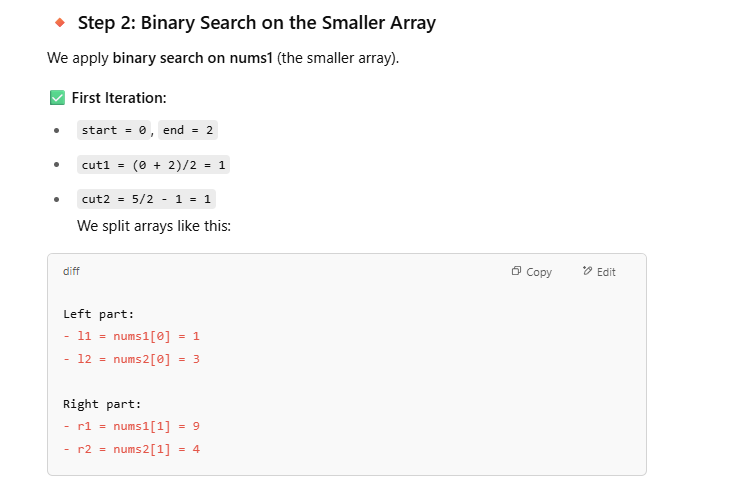 🔸 Step 2: Binary Search on the Smaller Array
We apply binary search on nums1 (the smaller array).
✅ First Iteration:
• start = 0, end = 2
• cut1 = (0 + 2)/2 = 1
• cut2 = 5/2 - 1 = 1
We split arrays like this:
diff Copy Edit
Left part:
- l1 = nums1[0] = 1
- l2 = nums2[0] = 3
Right part:
- r1 = nums1[1] = 9
- r2 = nums2[1] = 4